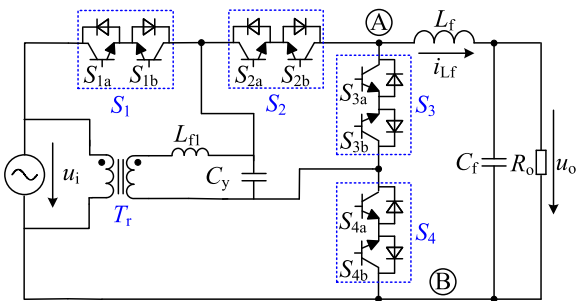 A
L_f
S_1a S_1b
S_2a S_2b
i_Lf
S_1
S_2
S_3a
S_3
S_3b
L_f1
C_y
C_f
R_o
u_o
u_i
T_r
S_4a
S_4
S_4b
B